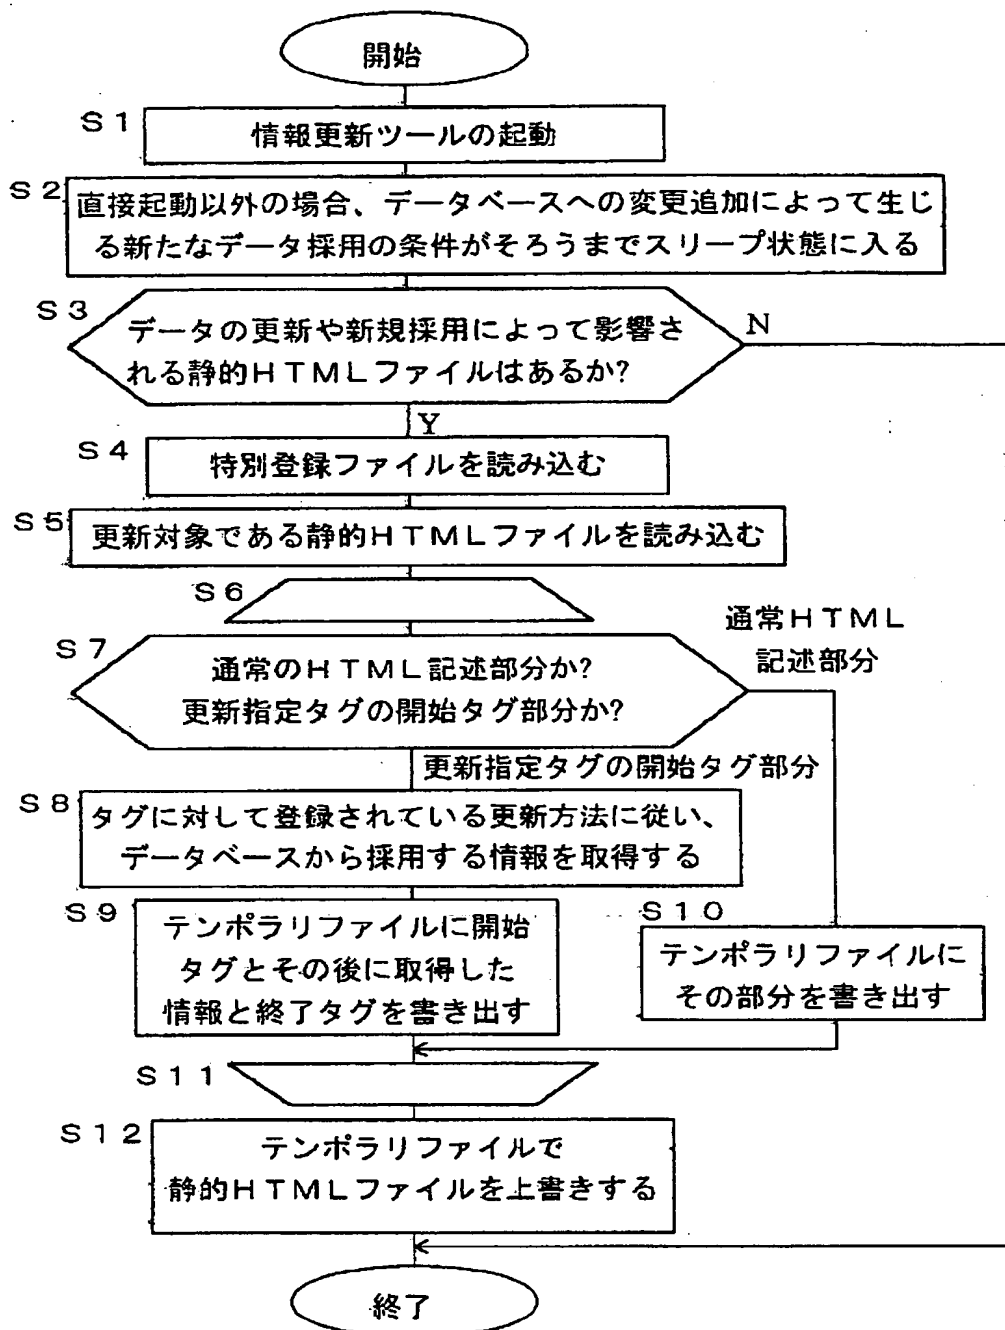 開始
S1
情報更新ツールの起動
S2
直接起動以外の場合、データベースへの変更追加によって生じ
る新たなデータ採用の条件がそろうまでスリープ状態に入る
S3
データの更新や新規採用によって影響さ
れる静的HTMLファイルはあるか?
N
Y
S4
特別登録ファイルを読み込む
S5
更新対象である静的HTMLファイルを読み込む
S6
S7
通常のHTML記述部分か?
更新指定タグの開始タグ部分か?
通常HTML
記述部分
更新指定タグの開始タグ部分
S8
タグに対して登録されている更新方法に従い、
データベースから採用する情報を取得する
S9
テンポラリファイルに開始
タグとその後に取得した
情報と終了タグを書き出す
S10
テンポラリファイルに
その部分を書き出す
S11
S12
テンポラリファイルで
静的HTMLファイルを上書きする
終了